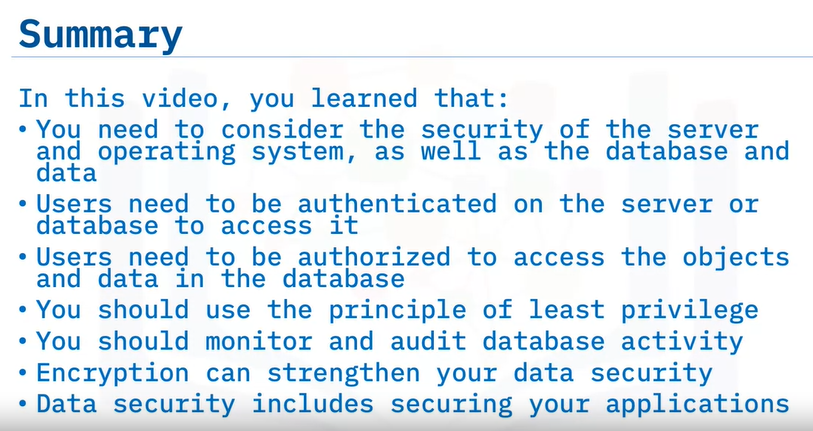 Summary
In this video, you learned that:
• You need to consider the security of the server
and operating system, as well as the database and
data
• Users need to be authenticated on the server or
database to access it
• Users need to be authorized to access the objects
and data in the database
• You should use the principle of least privilege
• You should monitor and audit database activity
• Encryption can strengthen your data security
• Data security includes securing your applications